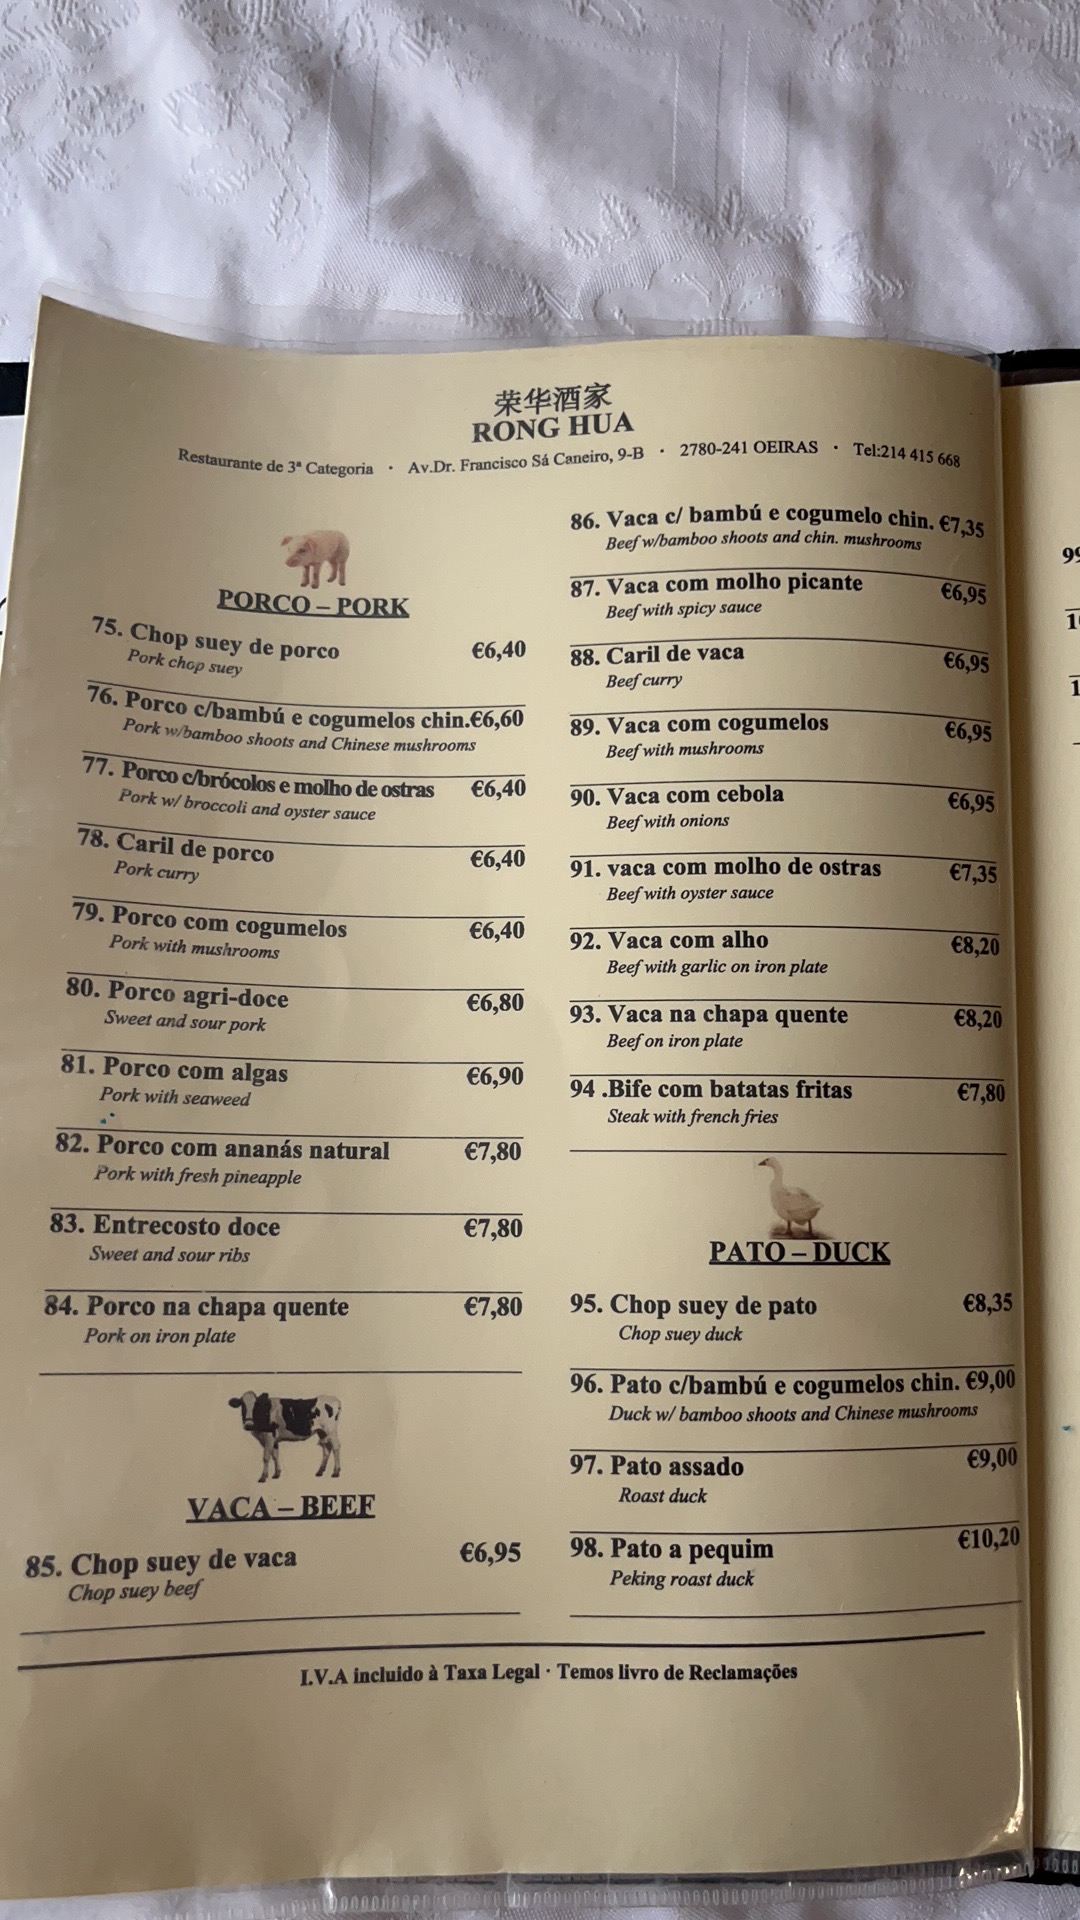 荣华酒家
RONG HUA
Restaurante de 3ª Categoria · Av.Dr. Francisco Sá Caneiro, 9-B · 2780-241 OEIRAS · Tel:214 415 668
PORCO – PORK
75. Chop suey de porco €6,40
Pork chop suey
76. Porco c/bambú e cogumelos chin.€6,60
Pork w/bamboo shoots and Chinese mushrooms
77. Porco c/brócolos e molho de ostras €6,40
Pork w/ broccoli and oyster sauce
78. Caril de porco €6,40
Pork curry
79. Porco com cogumelos €6,40
Pork with mushrooms
80. Porco agri-doce €6,80
Sweet and sour pork
81. Porco com algas €6,90
Pork with seaweed
82. Porco com ananás natural €7,80
Pork with fresh pineapple
83. Entrecosto doce €7,80
Sweet and sour ribs
84. Porco na chapa quente €7,80
Pork on iron plate
VACA – BEEF
85. Chop suey de vaca €6,95
Chop suey beef
86. Vaca c/ bambú e cogumelo chin. €7,35
Beef w/bamboo shoots and chin. mushrooms
87. Vaca com molho picante €6,95
Beef with spicy sauce
88. Caril de vaca €6,95
Beef curry
89. Vaca com cogumelos €6,95
Beef with mushrooms
90. Vaca com cebola €6,95
Beef with onions
91. vaca com molho de ostras €7,35
Beef with oyster sauce
92. Vaca com alho €8,20
Beef with garlic on iron plate
93. Vaca na chapa quente €8,20
Beef on iron plate
94 .Bife com batatas fritas €7,80
Steak with french fries
PATO – DUCK
95. Chop suey de pato €8,35
Chop suey duck
96. Pato c/bambú e cogumelos chin. €9,00
Duck w/ bamboo shoots and Chinese mushrooms
97. Pato assado €9,00
Roast duck
98. Pato a pequim €10,20
Peking roast duck
I.V.A incluido à Taxa Legal · Temos livro de Reclamações